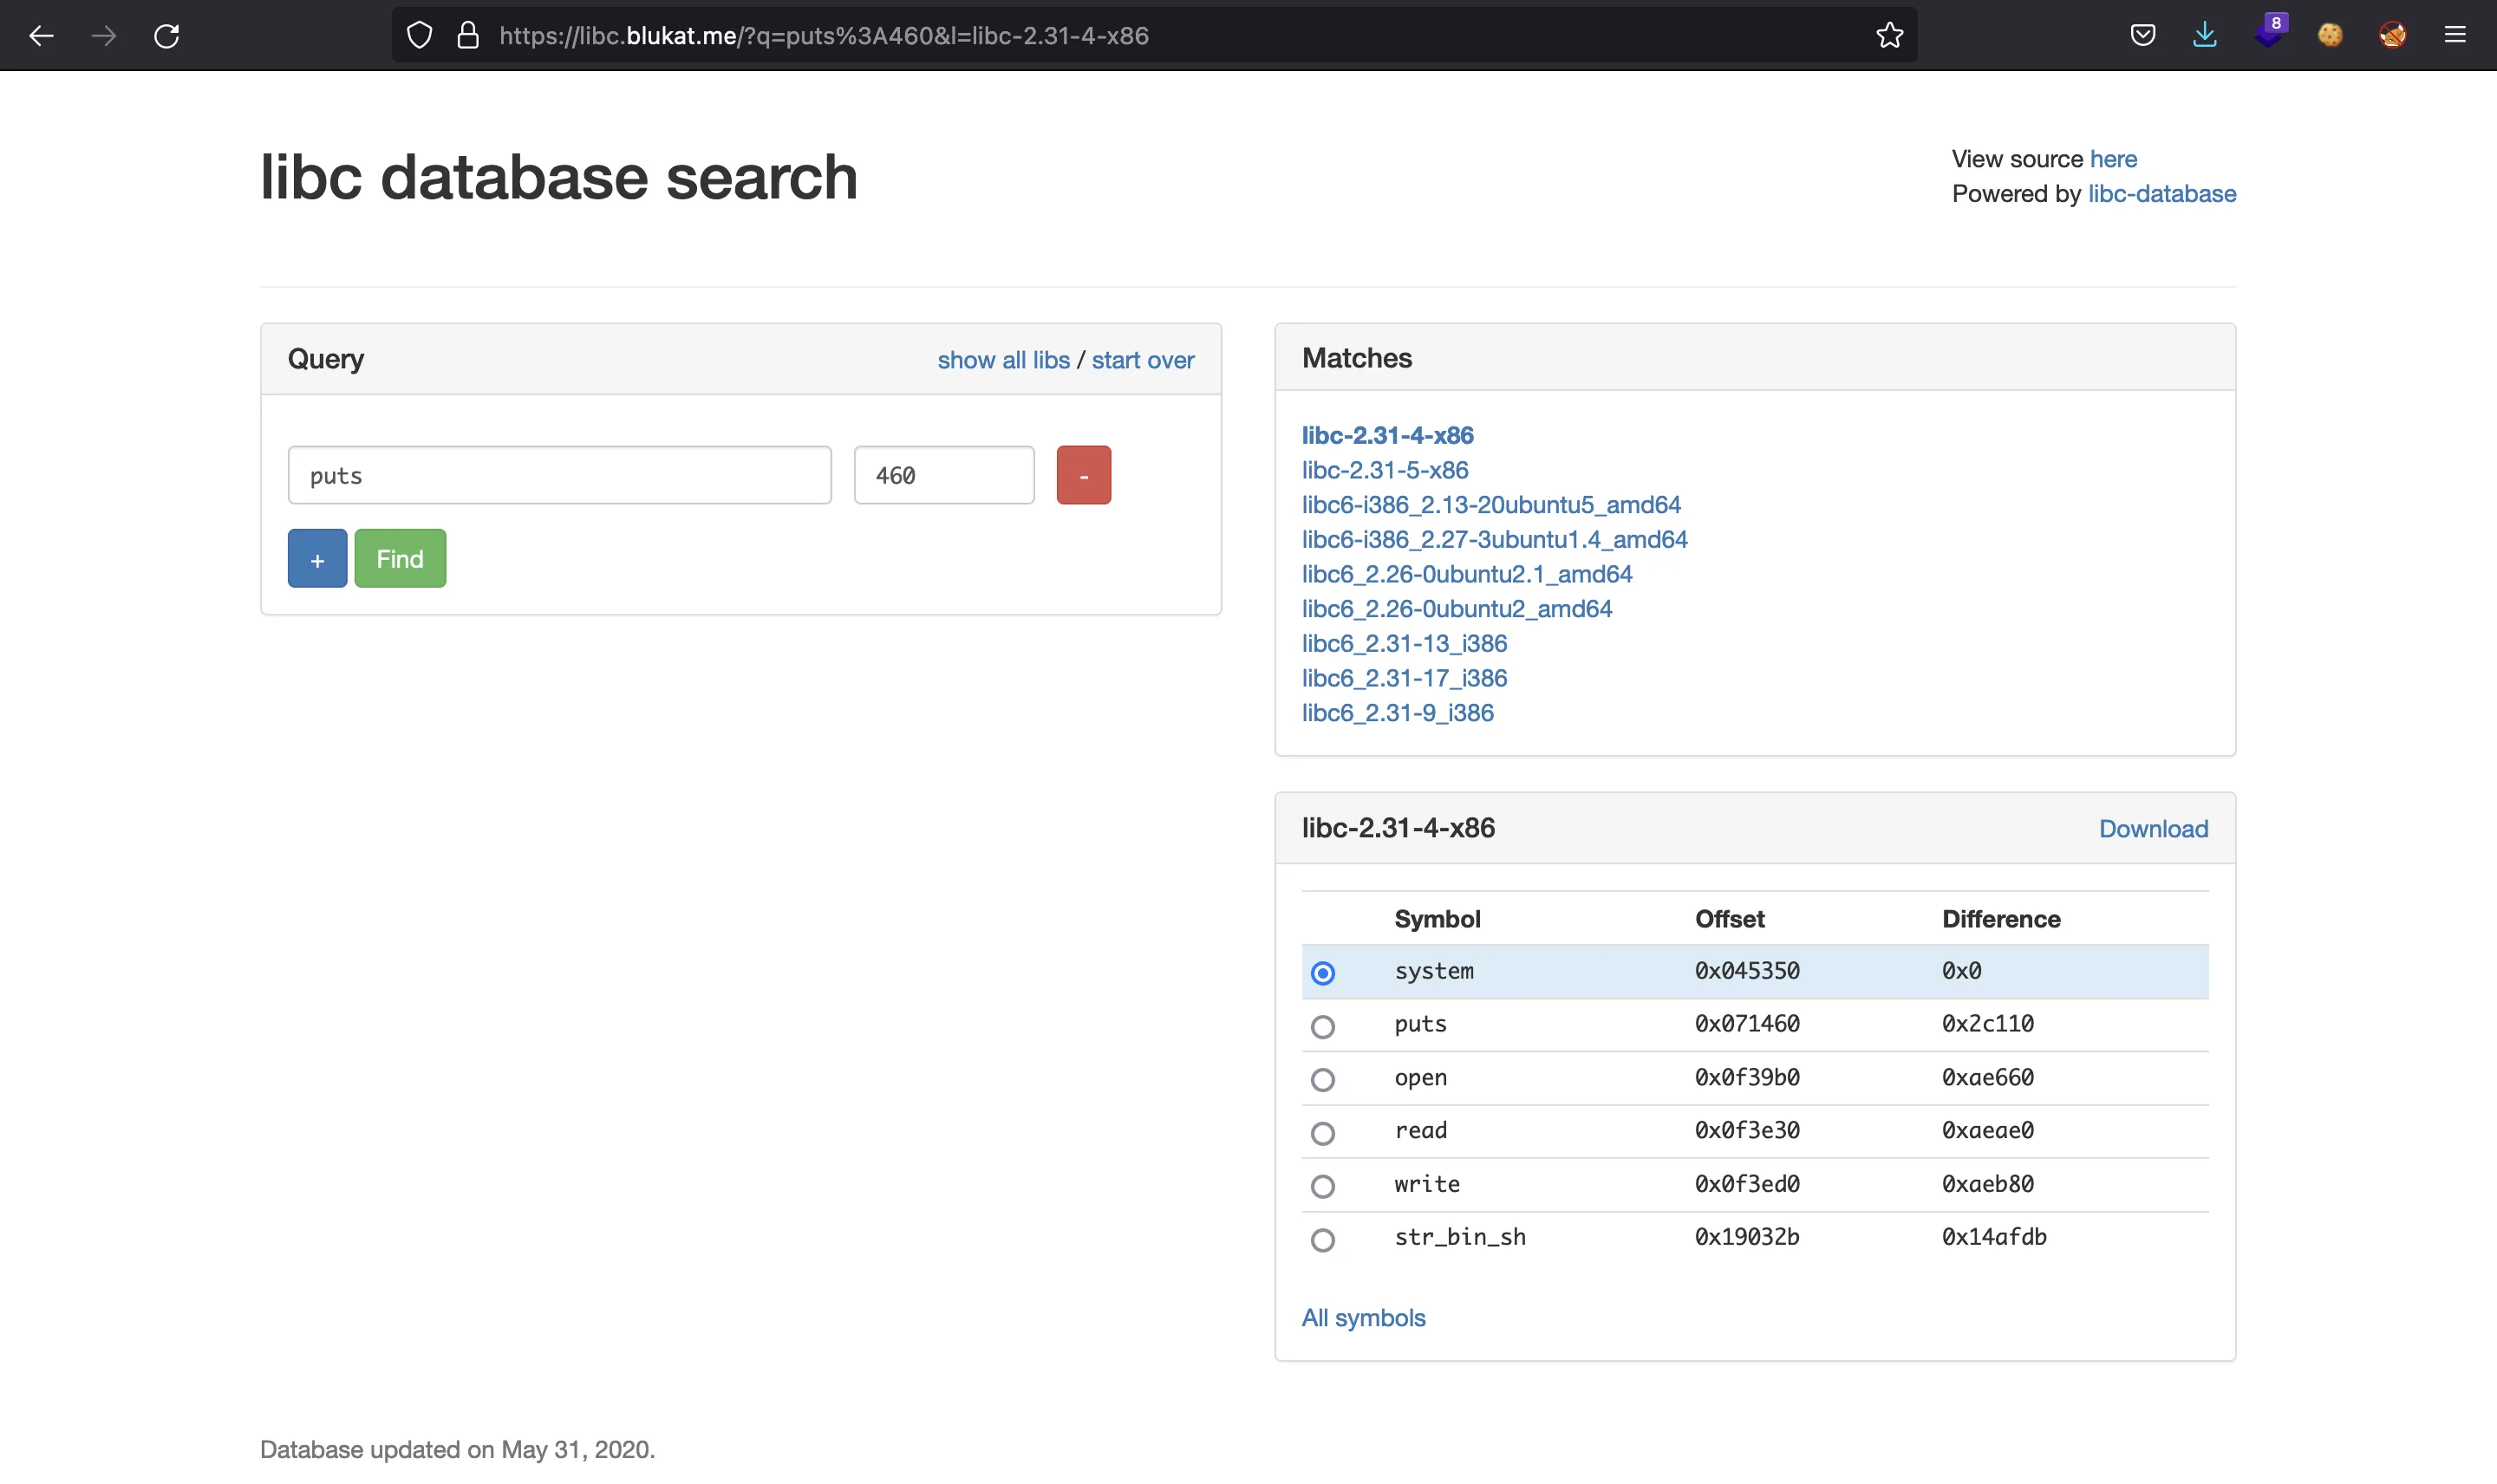 https://libc.blukat.me/?q=puts%3A460&l=libc-2.31-4-x86
8
libc database search
View source here
Powered by libc-database
Query
show all libs / start over
puts
460
-
+
Find
Matches
libc-2.31-4-x86
libc-2.31-5-x86
libc6-i386_2.13-20ubuntu5_amd64
libc6-i386_2.27-3ubuntu1.4_amd64
libc6_2.26-0ubuntu2.1_amd64
libc6_2.26-0ubuntu2_amd64
libc6_2.31-13_i386
libc6_2.31-17_i386
libc6_2.31-9_i386
libc-2.31-4-x86 Download
Symbol Offset Difference
system 0x045350 0x0
puts 0x071460 0x2c110
open 0x0f39b0 0xae660
read 0x0f3e30 0xaeae0
write 0x0f3ed0 0xaeb80
str_bin_sh 0x19032b 0x14afdb
All symbols
Database updated on May 31, 2020.